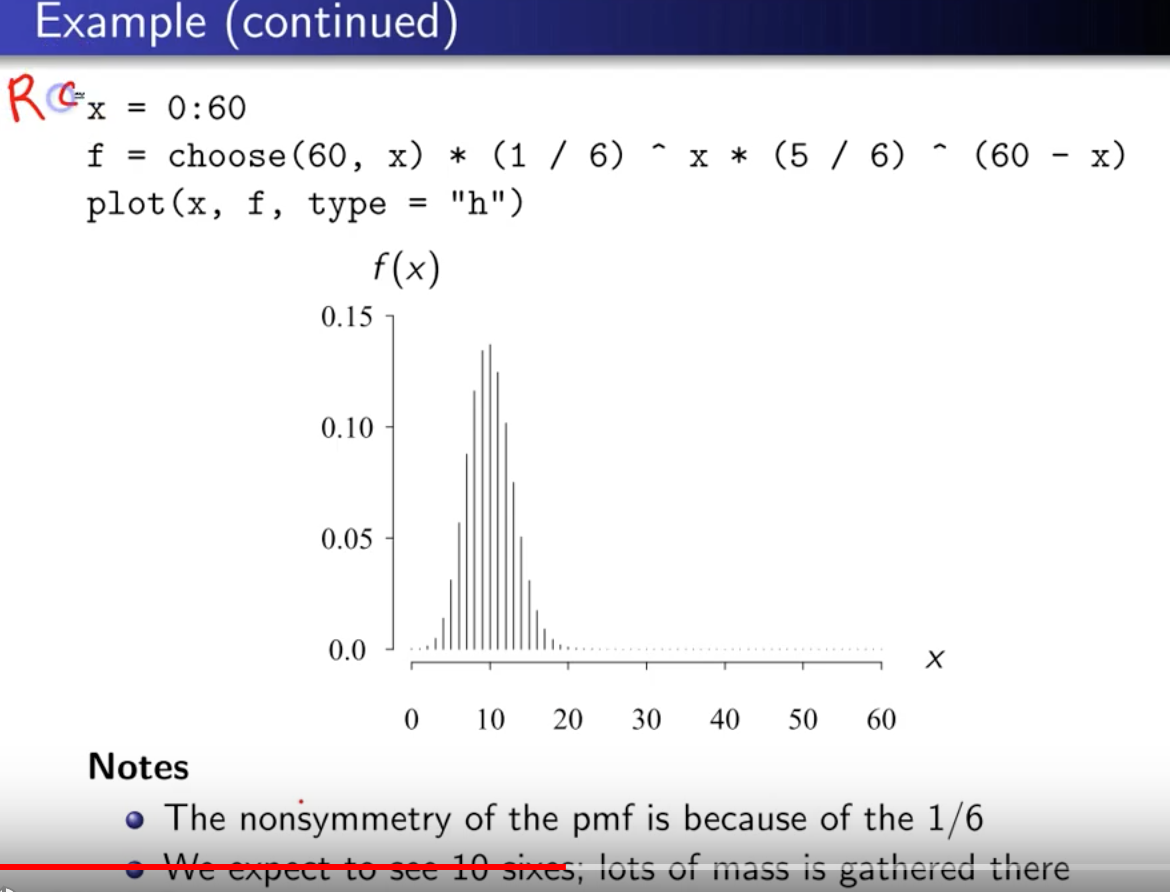 Example (continued)
RC
x = 0:60
f = choose(60, x) * (1 / 6) ^ x * (5 / 6) ^ (60 - x)
plot(x, f, type = "h")
f(x)
0.15
0.10
0.05
0.0
x
0 10 20 30 40 50 60
Notes
The nonsymmetry of the pmf is because of the 1/6
We expect to see 10 sixes; lots of mass is gathered there